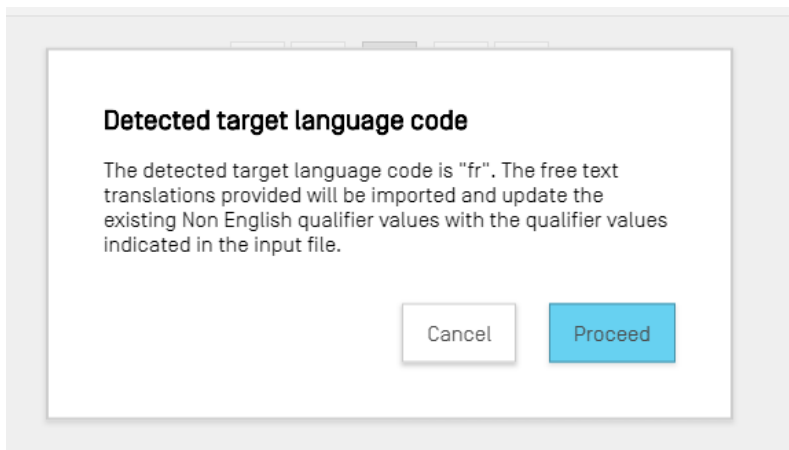 Detected target language code
The detected target language code is "fr". The free text
translations provided will be imported and update the
existing Non English qualifier values with the qualifier values
indicated in the input file.
Cancel
Proceed